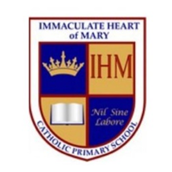 IMMACULATE HEART
of MARY
IHM
Nil Sine
Labore
CATHOLIC PRIMARY SCHOOL